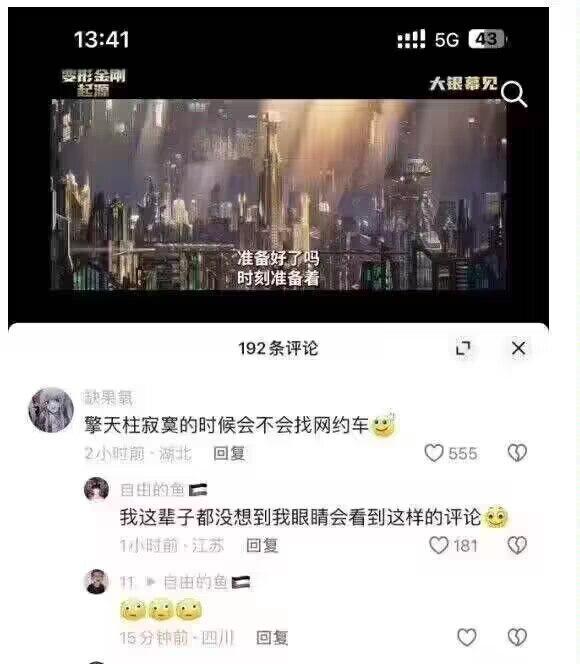 13:41
5G 43
变形金刚
起源
大银幕见
准备好了吗
时刻准备着
192条评论
缺果氯
擎天柱寂寞的时候会不会找网约车
2小时前·湖北 回复 555
自由的鱼
我这辈子都没想到我眼睛会看到这样的评论
1小时前·江苏 回复 181
11 ▸ 自由的鱼
15分钟前·四川 回复